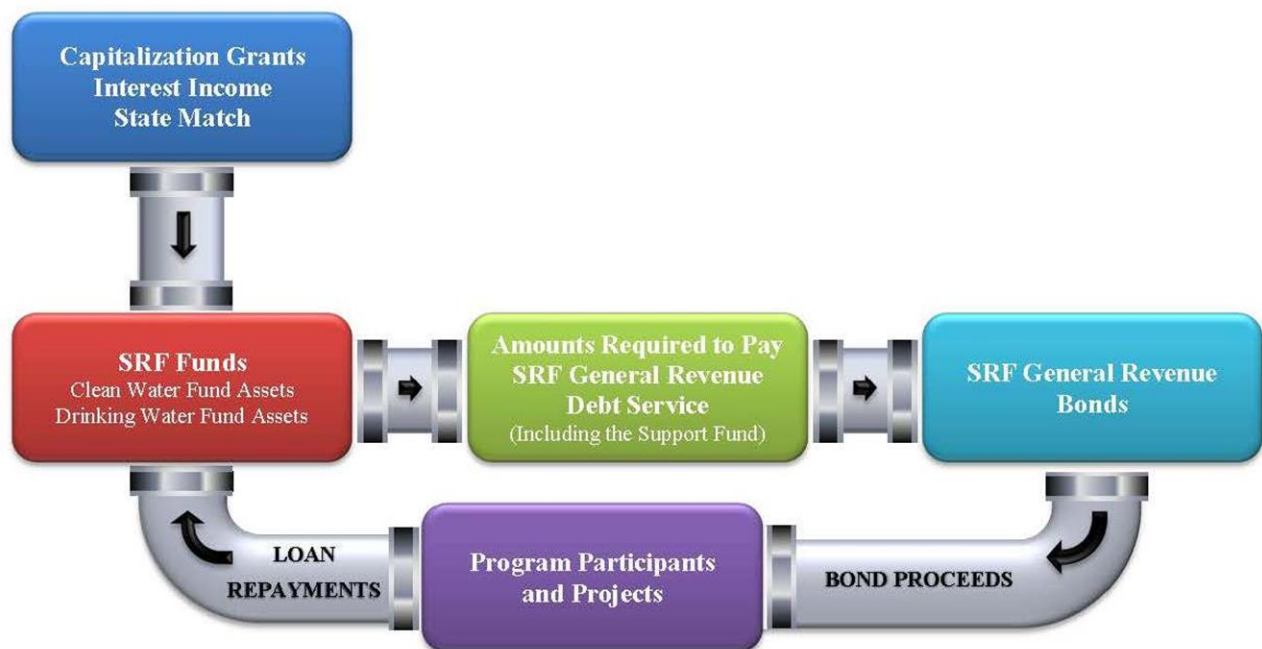 Capitalization Grants
Interest Income
State Match
SRF Funds
Clean Water Fund Assets
Drinking Water Fund Assets
Amounts Required to Pay
SRF General Revenue
Debt Service
(Including the Support Fund)
SRF General Revenue
Bonds
LOAN
REPAYMENTS
Program Participants
and Projects
BOND PROCEEDS